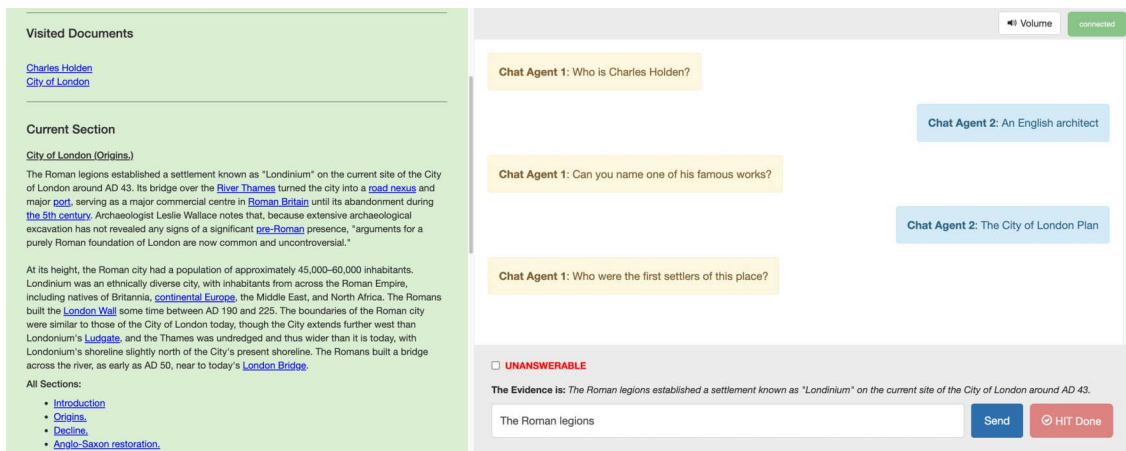 Visited Documents
Charles Holden
City of London
Current Section
City of London (Origins.)
The Roman legions established a settlement known as "Londinium" on the current site of the City
of London around AD 43. Its bridge over the River Thames turned the city into a road nexus and
major port, serving as a major commercial centre in Roman Britain until its abandonment during
the 5th century. Archaeologist Leslie Wallace notes that, because extensive archaeological
excavation has not revealed any signs of a significant pre-Roman presence, "arguments for a
purely Roman foundation of London are now common and uncontroversial."
At its height, the Roman city had a population of approximately 45,000–60,000 inhabitants.
Londinium was an ethnically diverse city, with inhabitants from across the Roman Empire,
including natives of Britannia, continental Europe, the Middle East, and North Africa. The Romans
built the London Wall some time between AD 190 and 225. The boundaries of the Roman city
were similar to those of the City of London today, though the City extends further west than
Londonium's Ludgate, and the Thames was undredged and thus wider than it is today, with
Londonium's shoreline slightly north of the City's present shoreline. The Romans built a bridge
across the river, as early as AD 50, near to today's London Bridge.
All Sections:
• Introduction
• Origins.
• Decline.
• Anglo-Saxon restoration.
Volume
connected
Chat Agent 1: Who is Charles Holden?
Chat Agent 2: An English architect
Chat Agent 1: Can you name one of his famous works?
Chat Agent 2: The City of London Plan
Chat Agent 1: Who were the first settlers of this place?
UNANSWERABLE
The Evidence is: The Roman legions established a settlement known as "Londinium" on the current site of the City of London around AD 43.
The Roman legions
Send
HIT Done